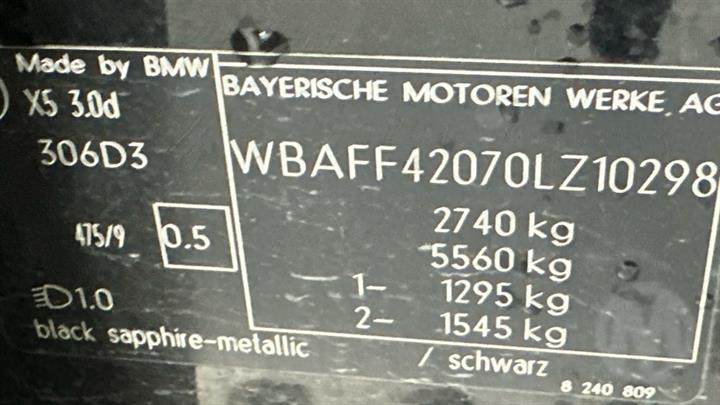 Made by BMW
X5 3.0d
306D3
475/9 0.5
1.0
black sapphire-metallic / schwarz
BAYERISCHE MOTOREN WERKE AG
WBAFF42070LZ10298
2740 kg
5560 kg
1- 1295 kg
2- 1545 kg
8 240 809